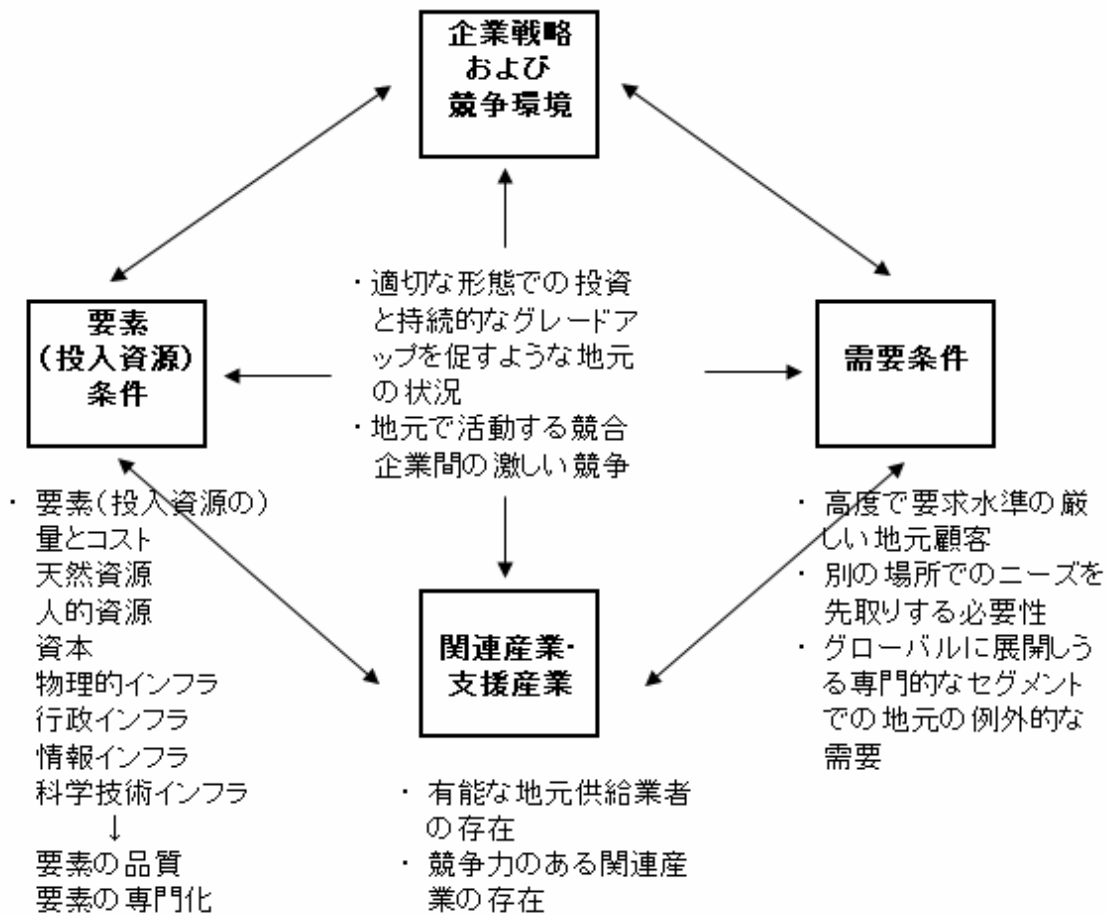 企業戦略
および
競争環境
・適切な形態での投資
と持続的なグレードア
ップを促すような地元
の状況
・地元で活動する競合
企業間の激しい競争
要素
(投入資源)
条件
需要条件
・要素(投入資源の)
量とコスト
天然資源
人的資源
資本
物理的インフラ
行政インフラ
情報インフラ
科学技術インフラ
↓
要素の品質
要素の専門化
関連産業・
支援産業
・有能な地元供給業者
の存在
・競争力のある関連産
業の存在
・高度で要求水準の厳
しい地元顧客
・別の場所でのニーズを
先取りする必要性
・グローバルに展開しう
る専門的なセグメント
での地元の例外的な
需要